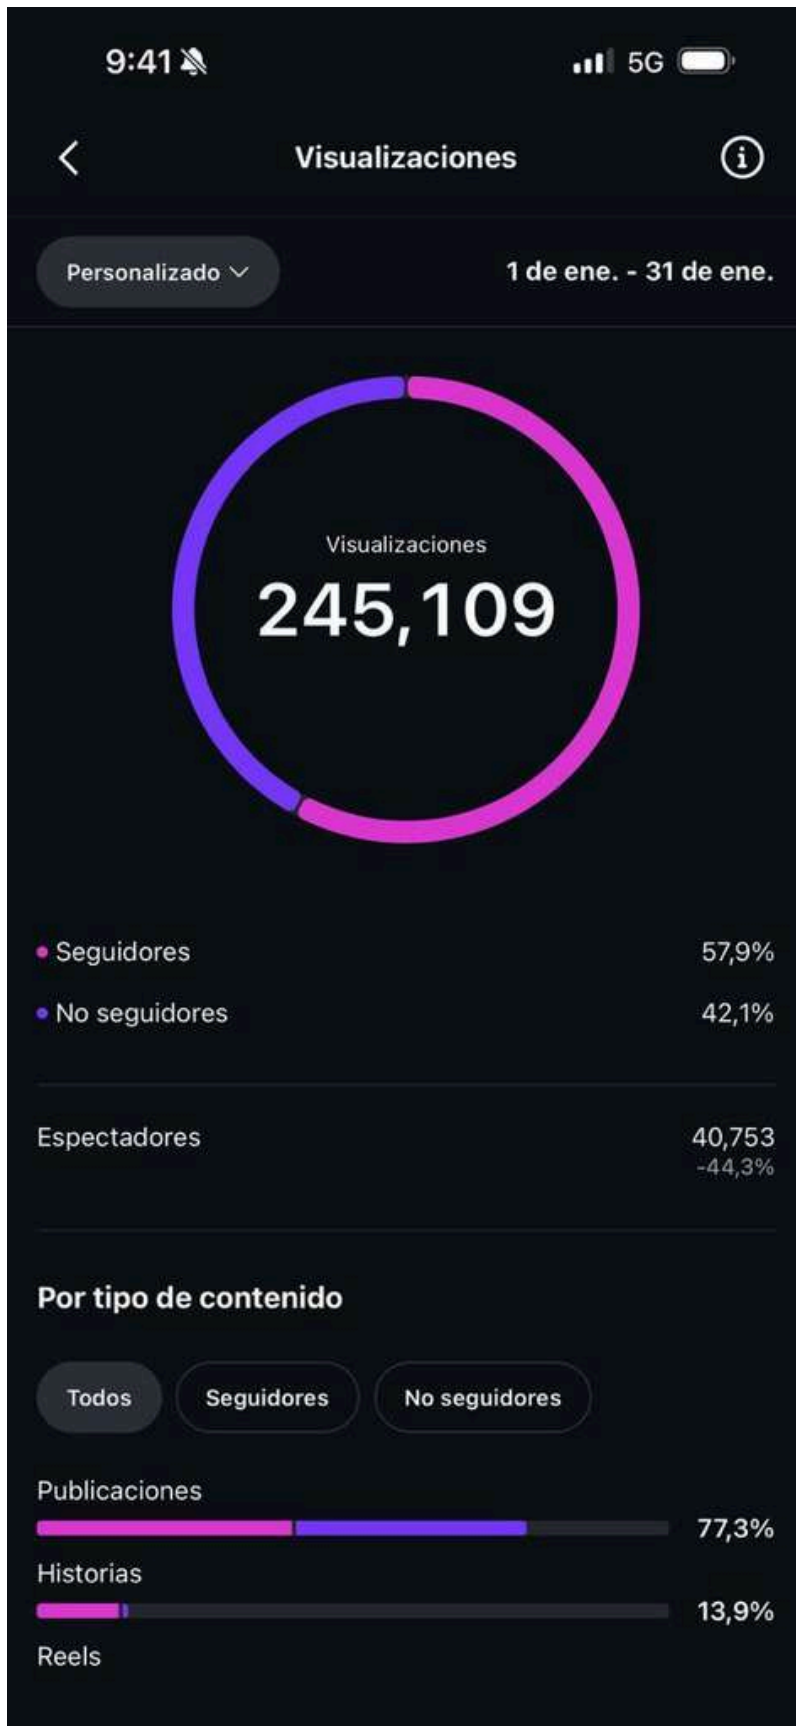 9:41 5G
Visualizaciones
Personalizado 1 de ene. - 31 de ene.
Visualizaciones
245,109
Seguidores 57,9%
No seguidores 42,1%
Espectadores 40,753
-44,3%
Por tipo de contenido
Todos Seguidores No seguidores
Publicaciones
77,3%
Historias
13,9%
Reels